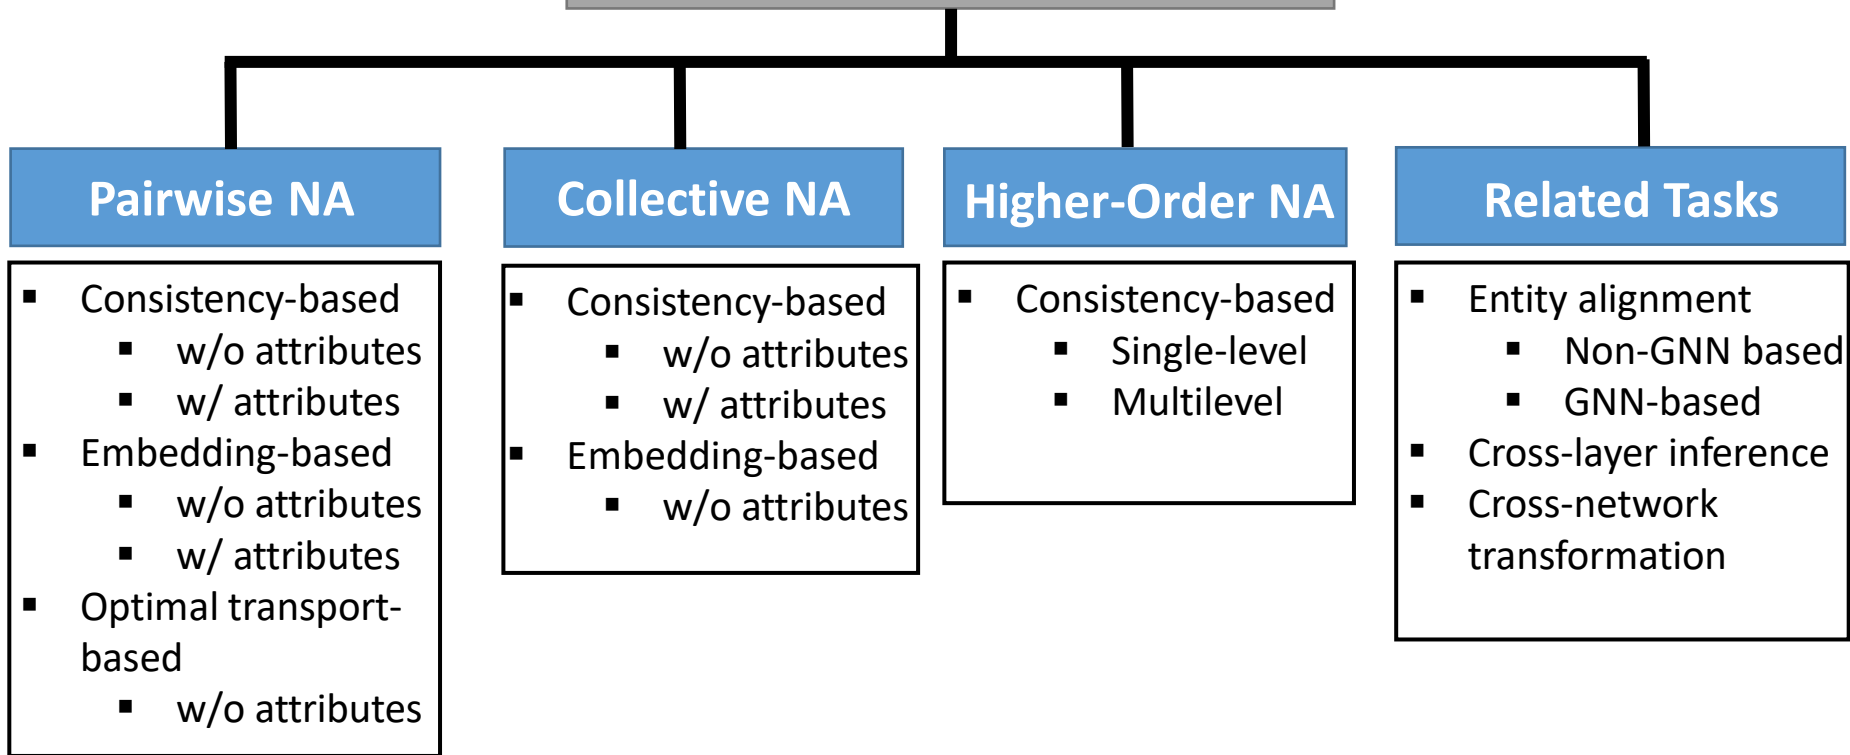 Pairwise NA
▪ Consistency-based
▪ w/o attributes
▪ w/ attributes
▪ Embedding-based
▪ w/o attributes
▪ w/ attributes
▪ Optimal transport-
based
▪ w/o attributes
Collective NA
▪ Consistency-based
▪ w/o attributes
▪ w/ attributes
▪ Embedding-based
▪ w/o attributes
Higher-Order NA
▪ Consistency-based
▪ Single-level
▪ Multilevel
Related Tasks
▪ Entity alignment
▪ Non-GNN based
▪ GNN-based
▪ Cross-layer inference
▪ Cross-network
transformation